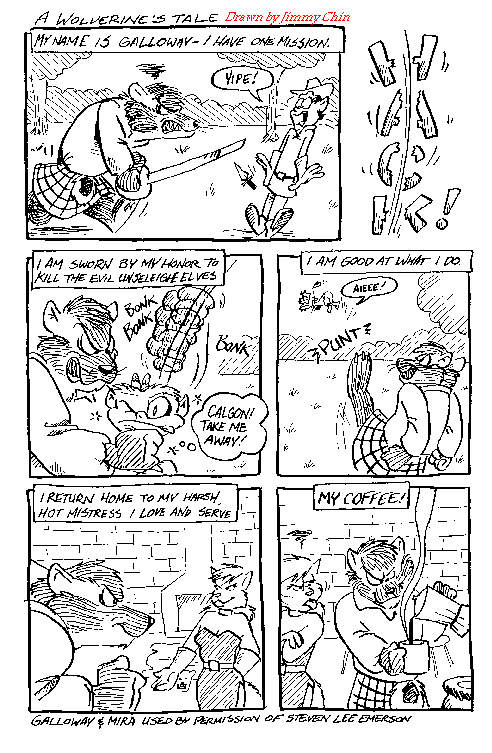 A WOLVERINE'S TALE Drawn by Jimmy Chin
MY NAME IS GALLOWAY - I HAVE ONE MISSION.
YIPE!
KILT!
I AM SWORN BY MY HONOR TO
KILL THE EVIL UNSELEIGH ELVES
BONK
BONK
BONK
CALGON!
TAKE ME
AWAY!
I AM GOOD AT WHAT I DO.
AIEEE!
PUNT
I RETURN HOME TO MY HARSH,
HOT MISTRESS I LOVE AND SERVE
MY COFFEE!
GALLOWAY & MIRA USED BY PERMISSION OF STEVEN LEE EMERSON